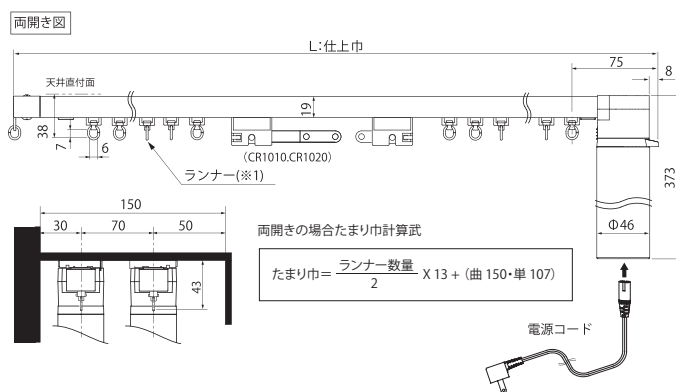 両開き図
L:仕上巾
75
8
天井直付面
19
38
7
6
(CR1010.CR1020)
ランナー(※1)
373
Φ46
150
30
70
50
43
両開きの場合たまり巾計算武
たまり巾=ランナー数量/2 X 13 + (曲 150・単 107)
電源コード